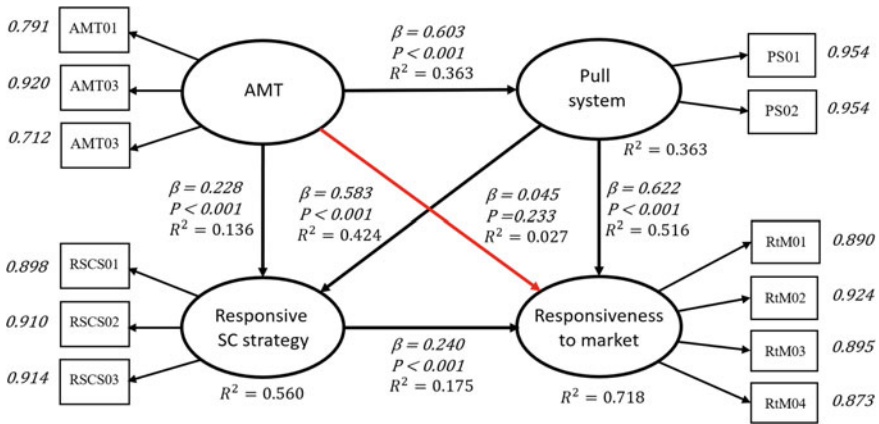 0.791
AMT01
0.920
AMT03
0.712
AMT03
AMT
β = 0.603
P < 0.001
R² = 0.363
Pull
system
PS01
0.954
PS02
0.954
R² = 0.363
β = 0.228
P < 0.001
R² = 0.136
β = 0.583
P < 0.001
R² = 0.424
β = 0.045
P =0.233
R² = 0.027
β = 0.622
P < 0.001
R² = 0.516
0.898
RSCS01
0.910
RSCS02
0.914
RSCS03
Responsive
SC strategy
R² = 0.560
β = 0.240
P < 0.001
R² = 0.175
Responsiveness
to market
R² = 0.718
RtM01
0.890
RtM02
0.924
RtM03
0.895
RtM04
0.873